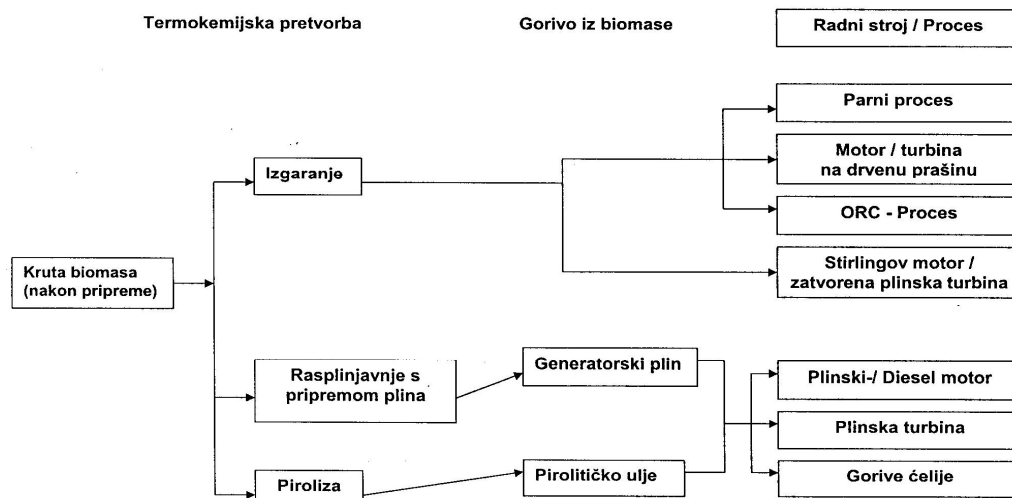 Termokemijska pretvorba
Gorivo iz biomase
Radni stroj / Proces
Parni proces
Motor / turbina
na drvenu prašinu
Izgaranje
ORC - Proces
Kruta biomasa
(nakon pripreme)
Stirlingov motor /
zatvorena plinska turbina
Rasplinjavnje s
pripremom plina
Generatorski plin
Plinski-/ Diesel motor
Plinska turbina
Piroliza
Pirolitičko ulje
Gorive ćelije